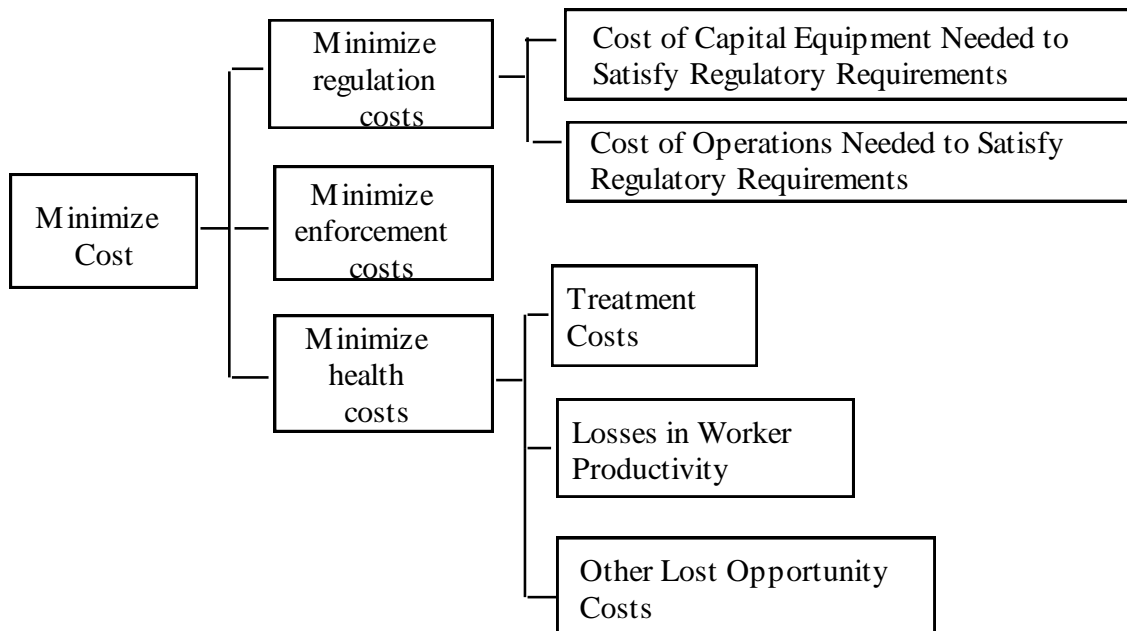 Minimize
Cost
Minimize
regulation
costs
Minimize
enforcement
costs
Minimize
health
costs
Cost of Capital Equipment Needed to
Satisfy Regulatory Requirements
Cost of Operations Needed to Satisfy
Regulatory Requirements
Treatment
Costs
Losses in Worker
Productivity
Other Lost Opportunity
Costs